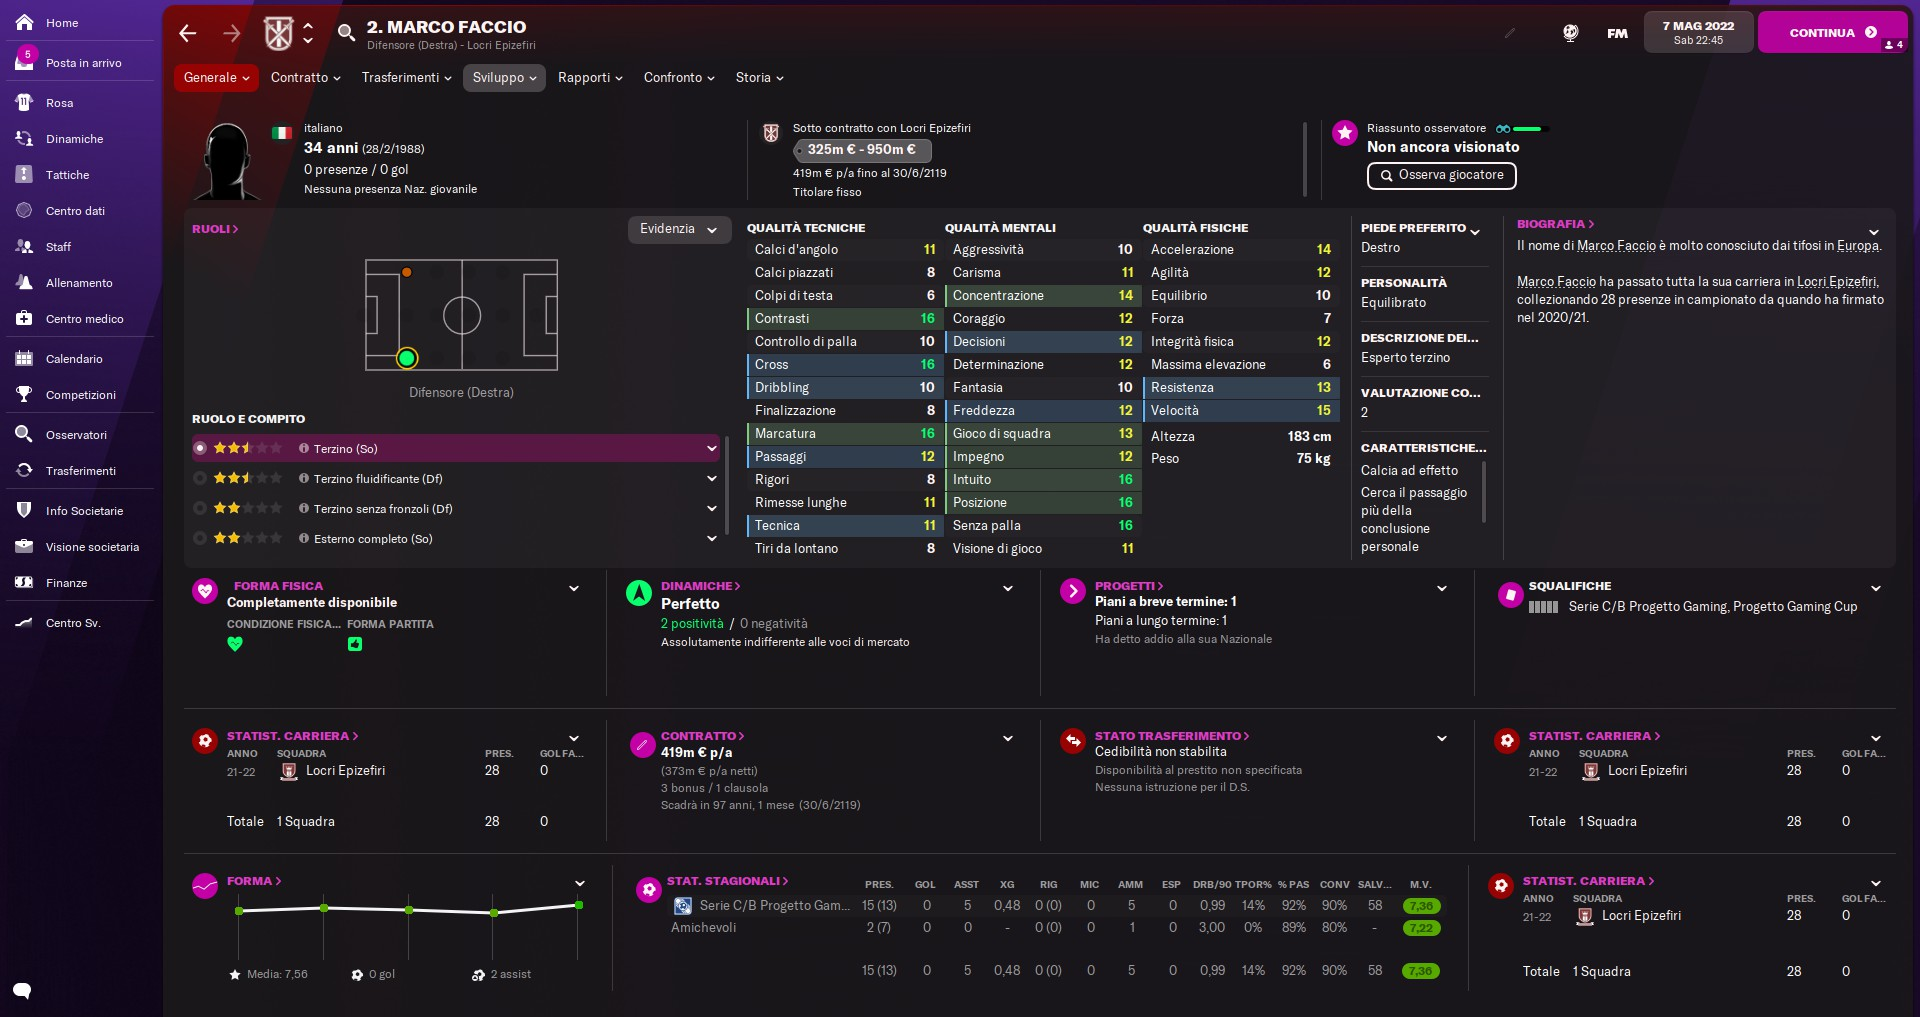 Home
5
Posta in arrivo
Rosa
Dinamiche
Tattiche
Centro dati
Staff
Allenamento
Centro medico
Calendario
Competizioni
Osservatori
Trasferimenti
Info Societarie
Visione societaria
Finanze
Centro Sv.
2. MARCO FACCIO
Difensore (Destra) - Locri Epizefiri
FM
7 MAG 2022
Sab 22:45
CONTINUA
4
Generale
Contratto
Trasferimenti
Sviluppo
Rapporti
Confronto
Storia
italiano
34 anni (28/2/1988)
0 presenze / 0 gol
Nessuna presenza Naz. giovanile
Sotto contratto con Locri Epizefiri
325m € - 950m €
419m € p/a fino al 30/6/2119
Titolare fisso
Riassunto osservatore
Non ancora visionato
Osserva giocatore
RUOLI >
Evidenzia
Difensore (Destra)
RUOLO E COMPITO
Terzino (So)
Terzino fluidificante (Df)
Terzino senza fronzoli (Df)
Esterno completo (So)
QUALITÀ TECNICHE
Calci d'angolo 11
Calci piazzati 8
Colpi di testa 6
Contrasti 16
Controllo di palla 10
Cross 16
Dribbling 10
Finalizzazione 8
Marcatura 16
Passaggi 12
Rigori 8
Rimesse lunghe 11
Tecnica 11
Tiri da lontano 8
QUALITÀ MENTALI
Aggressività 10
Carisma 11
Concentrazione 14
Coraggio 12
Decisioni 12
Determinazione 12
Fantasia 10
Freddezza 12
Gioco di squadra 13
Impegno 12
Intuito 16
Posizione 16
Senza palla 16
Visione di gioco 11
QUALITÀ FISICHE
Accelerazione 14
Agilità 12
Equilibrio 10
Forza 7
Integrità fisica 12
Massima elevazione 6
Resistenza 13
Velocità 15
Altezza 183 cm
Peso 75 kg
PIEDE PREFERITO
Destro
PERSONALITÀ
Equilibrato
DESCRIZIONE DEI...
Esperto terzino
VALUTAZIONE CO...
2
CARATTERISTICHE...
Calcia ad effetto
Cerca il passaggio
più della
conclusione
personale
BIOGRAFIA >
Il nome di Marco Faccio è molto conosciuto dai tifosi in Europa.
Marco Faccio ha passato tutta la sua carriera in Locri Epizefiri,
collezionando 28 presenze in campionato da quando ha firmato
nel 2020/21.
FORMA FISICA
Completamente disponibile
CONDIZIONE FISICA... FORMA PARTITA
DINAMICHE >
Perfetto
2 positività / 0 negatività
Assolutamente indifferente alle voci di mercato
PROGETTI >
Piani a breve termine: 1
Piani a lungo termine: 1
Ha detto addio alla sua Nazionale
SQUALIFICHE
Serie C/B Progetto Gaming, Progetto Gaming Cup
STATIST. CARRIERA >
ANNO SQUADRA PRES. GOL FA...
21-22 Locri Epizefiri 28 0
Totale 1 Squadra 28 0
CONTRATTO >
419m € p/a
(373m € p/a netti)
3 bonus / 1 clausola
Scadrà in 97 anni, 1 mese (30/6/2119)
STATO TRASFERIMENTO >
Cedibilità non stabilita
Disponibilità al prestito non specificata
Nessuna istruzione per il D.S.
STATIST. CARRIERA >
ANNO SQUADRA PRES. GOL FA...
21-22 Locri Epizefiri 28 0
Totale 1 Squadra 28 0
FORMA >
Media: 7,56
0 gol
2 assist
STAT. STAGIONALI >
PRES. GOL ASST XG RIG MIC AMM ESP DRB/90 TPOR% % PAS CONV SALV... M.V.
Serie C/B Progetto Gam... 15 (13) 0 5 0,48 0 (0) 0 5 0 0,99 14% 92% 90% 58 7,36
Amichevoli 2 (7) 0 0 - 0 (0) 0 1 0 3,00 0% 89% 80% - 7,22
15 (13) 0 5 0,48 0 (0) 0 5 0 0,99 14% 92% 90% 58 7,36
STATIST. CARRIERA >
ANNO SQUADRA PRES. GOL FA...
21-22 Locri Epizefiri 28 0
Totale 1 Squadra 28 0